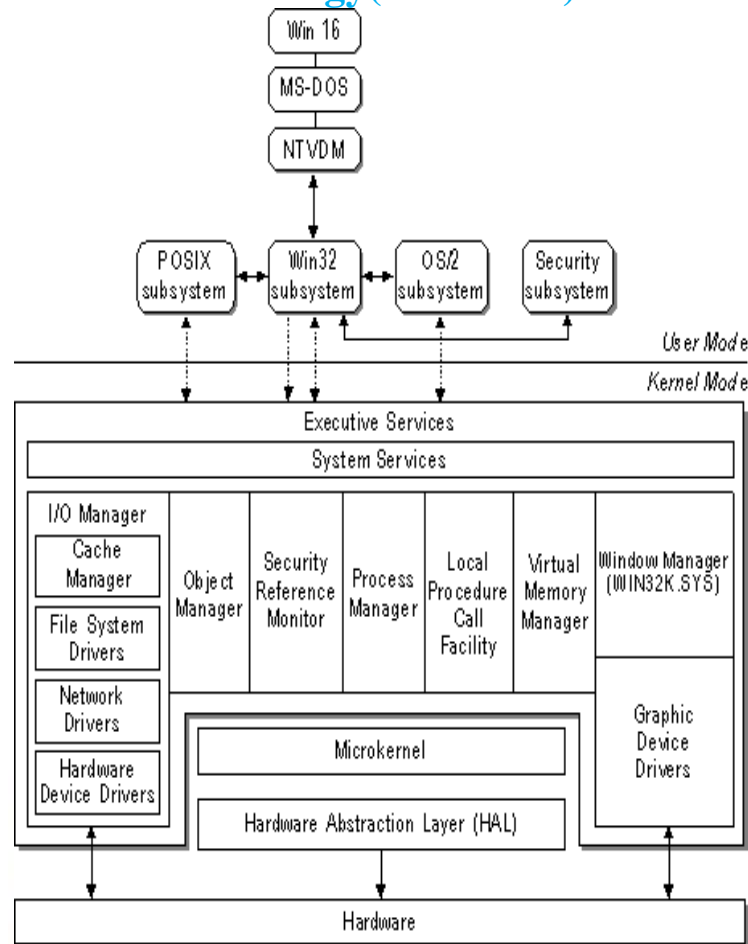 Win 16
MS-DOS
NTVDM
POSIX
subsystem
Win32
subsystem
OS/2
subsystem
Security
subsystem
User Mode
Kernel Mode
Executive Services
System Services
I/O Manager
Cache
Manager
File System
Drivers
Network
Drivers
Hardware
Device Drivers
Object
Manager
Security
Reference
Monitor
Process
Manager
Local
Procedure
Call
Facility
Virtual
Memory
Manager
Window Manager
(WIN32K.SYS)
Graphic
Device
Drivers
Microkernel
Hardware Abstraction Layer (HAL)
Hardware